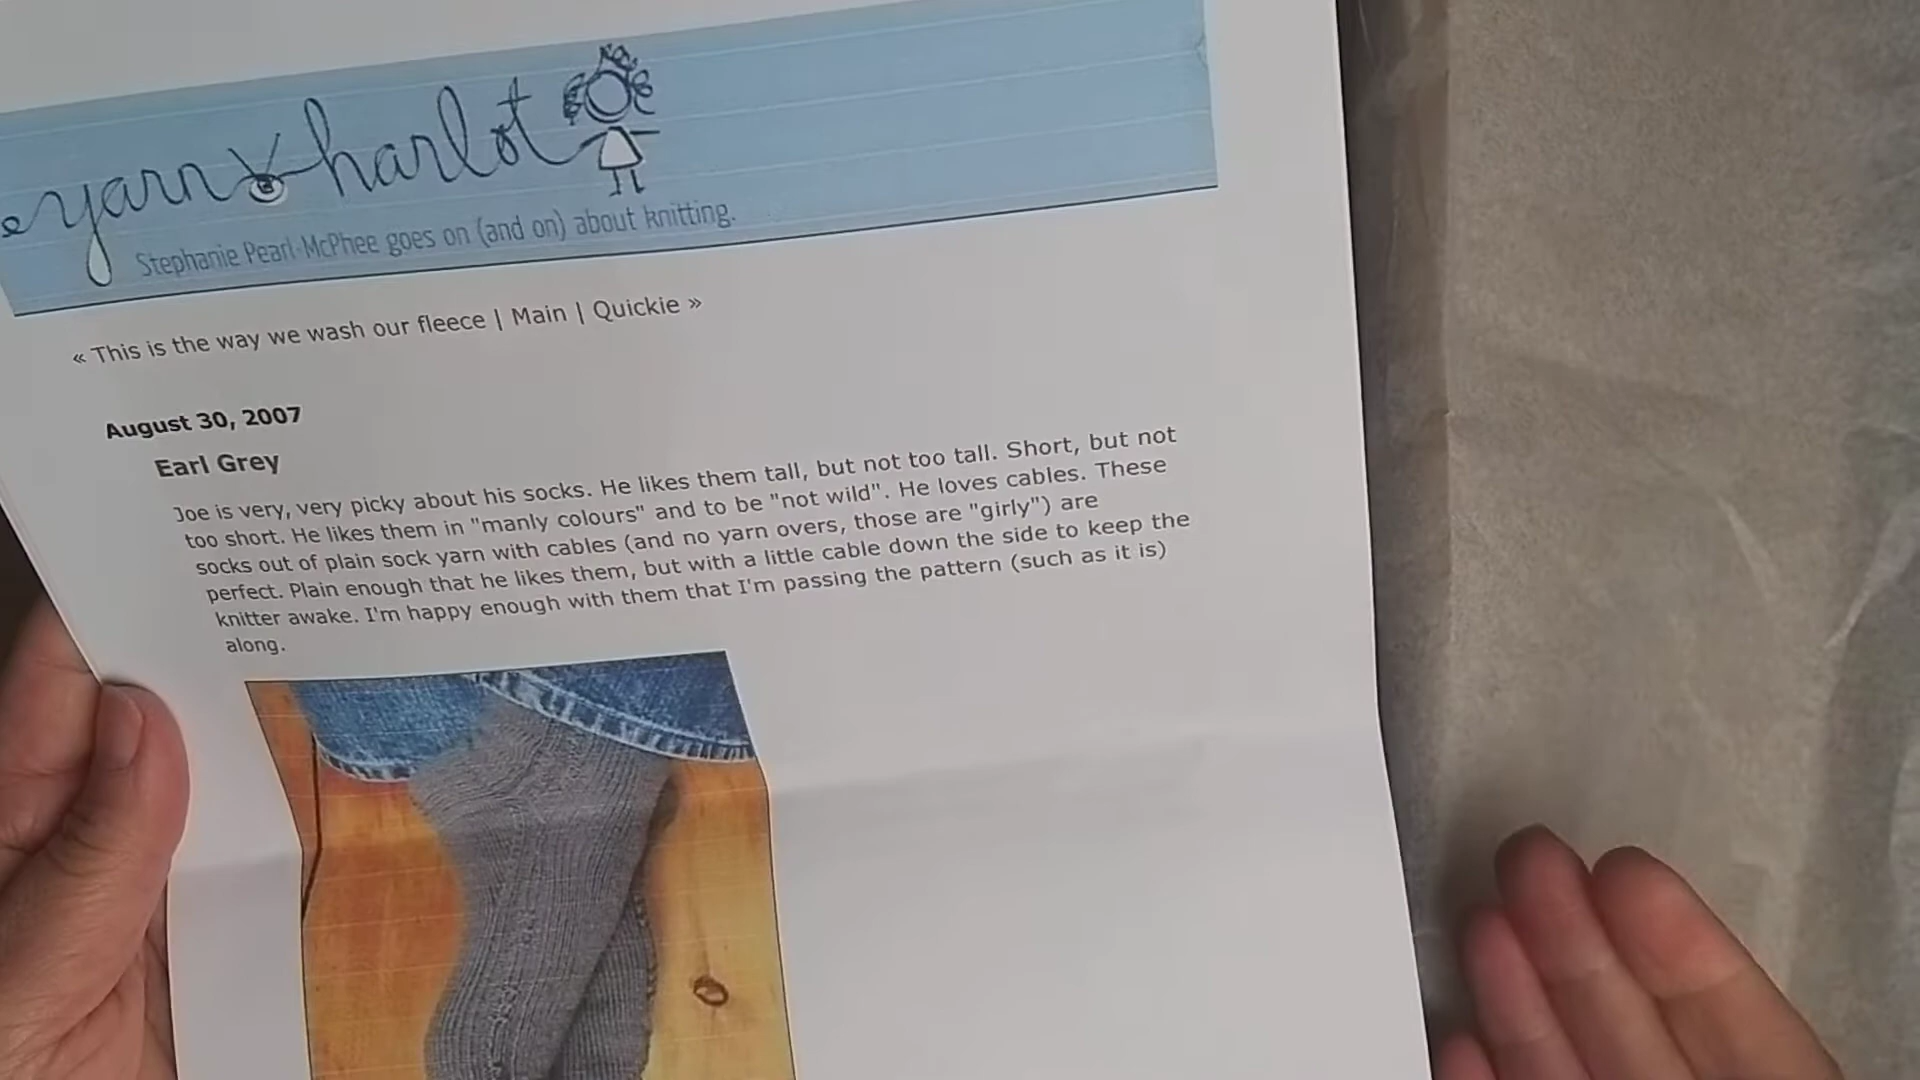 yarn harlot
Stephanie Pearl-McPhee goes on (and on) about knitting.
« This is the way we wash our fleece | Main | Quickie »
August 30, 2007
Earl Grey
Joe is very, very picky about his socks. He likes them tall, but not too tall. Short, but not
too short. He likes them in "manly colours" and to be "not wild". He loves cables. These
socks out of plain sock yarn with cables (and no yarn overs, those are "girly") are
perfect. Plain enough that he likes them, but with a little cable down the side to keep the
knitter awake. I'm happy enough with them that I'm passing the pattern (such as it is)
along.